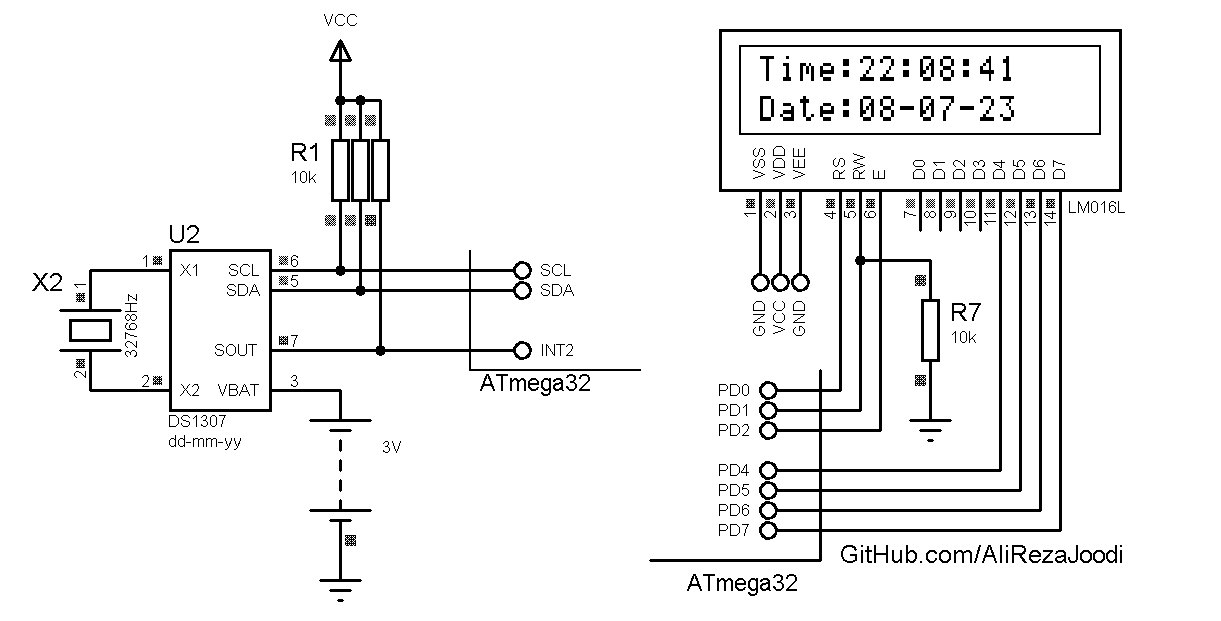 VCC
R1
10k
U2
1
X1
SCL
6
SDA
5
SOUT
7
2
X2
VBAT
3
DS1307
dd-mm-yy
X2
1
2
32768Hz
3V
SCL
SDA
INT2
ATmega32
Time:22:08:41
Date:08-07-23
VSS
VDD
VEE
RS
RW
E
D0
D1
D2
D3
D4
D5
D6
D7
1
2
3
4
5
6
7
8
9
10
11
12
13
14
LM016L
GND
VCC
GND
R7
10k
PD0
PD1
PD2
PD4
PD5
PD6
PD7
GitHub.com/AliRezaJoodi
ATmega32